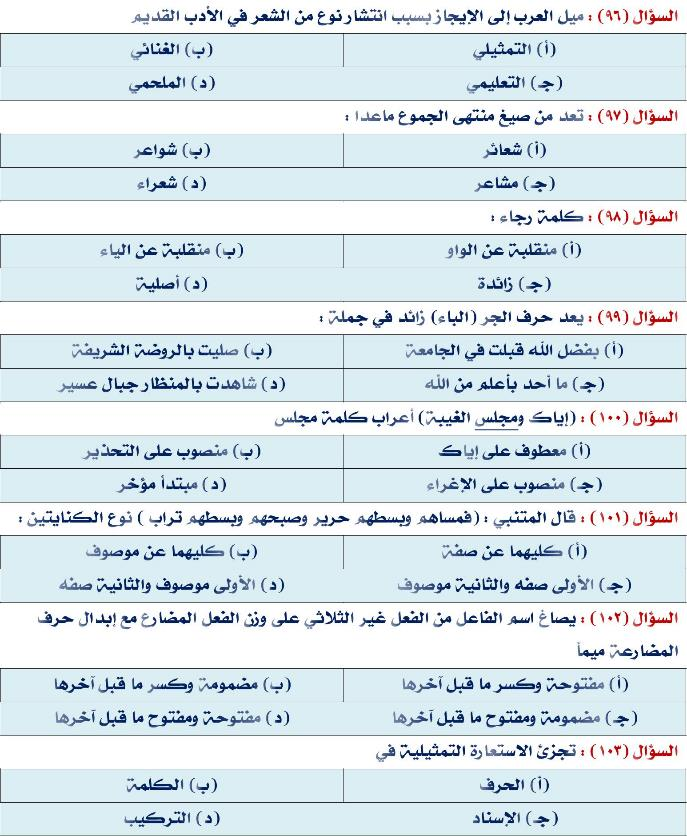 السؤال (٩٦) : ميل العرب إلى الإيجاز بسبب انتشار نوع من الشعر في الأدب القديم
(أ) التمثيلي (ب) الغنائي
(جـ) التعليمي (د) الملحمي
السؤال (٩٧) : تعد من صيغ منتهى الجموع ماعدا :
(أ) شعائر (ب) شواعر
(جـ) مشاعر (د) شعراء
السؤال (٩٨) : كلمة رجاء :
(أ) منقلبة عن الواو (ب) منقلبة عن الياء
(جـ) زائدة (د) أصلية
السؤال (٩٩) : يعد حرف الجر (الباء) زائد في جملة :
(أ) بفضل الله قبلت في الجامعة (ب) صليت بالروضة الشريفة
(جـ) ما أحد بأعلم من الله (د) شاهدت بالمنظار جبال عسير
السؤال (١٠٠) : (إياك ومجلس الغيبة) أعراب كلمة مجلس
(أ) معطوف على إياك (ب) منصوب على التحذير
(جـ) منصوب على الإغراء (د) مبتدأ مؤخر
السؤال (١٠١) : قال المتنبي : (فمساهم وبسطهم حرير وصبحهم وبسطهم تراب ) نوع الكنايتين :
(أ) كليهما عن صفة (ب) كليهما عن موصوف
(جـ) الأولى صفه والثانية موصوف (د) الأولى موصوف والثانية صفه
السؤال (١٠٢) : يصاغ اسم الفاعل من الفعل غير الثلاثي على وزن الفعل المضارع مع إبدال حرف
المضارعة ميماً
(أ) مفتوحة وكسر ما قبل آخرها (ب) مضمومة وكسر ما قبل آخرها
(جـ) مضمومة ومفتوح ما قبل آخرها (د) مفتوحة ومفتوح ما قبل آخرها
السؤال (١٠٣) : تجزئ الاستعارة التمثيلية في
(أ) الحرف (ب) الكلمة
(جـ) الإسناد (د) التركيب